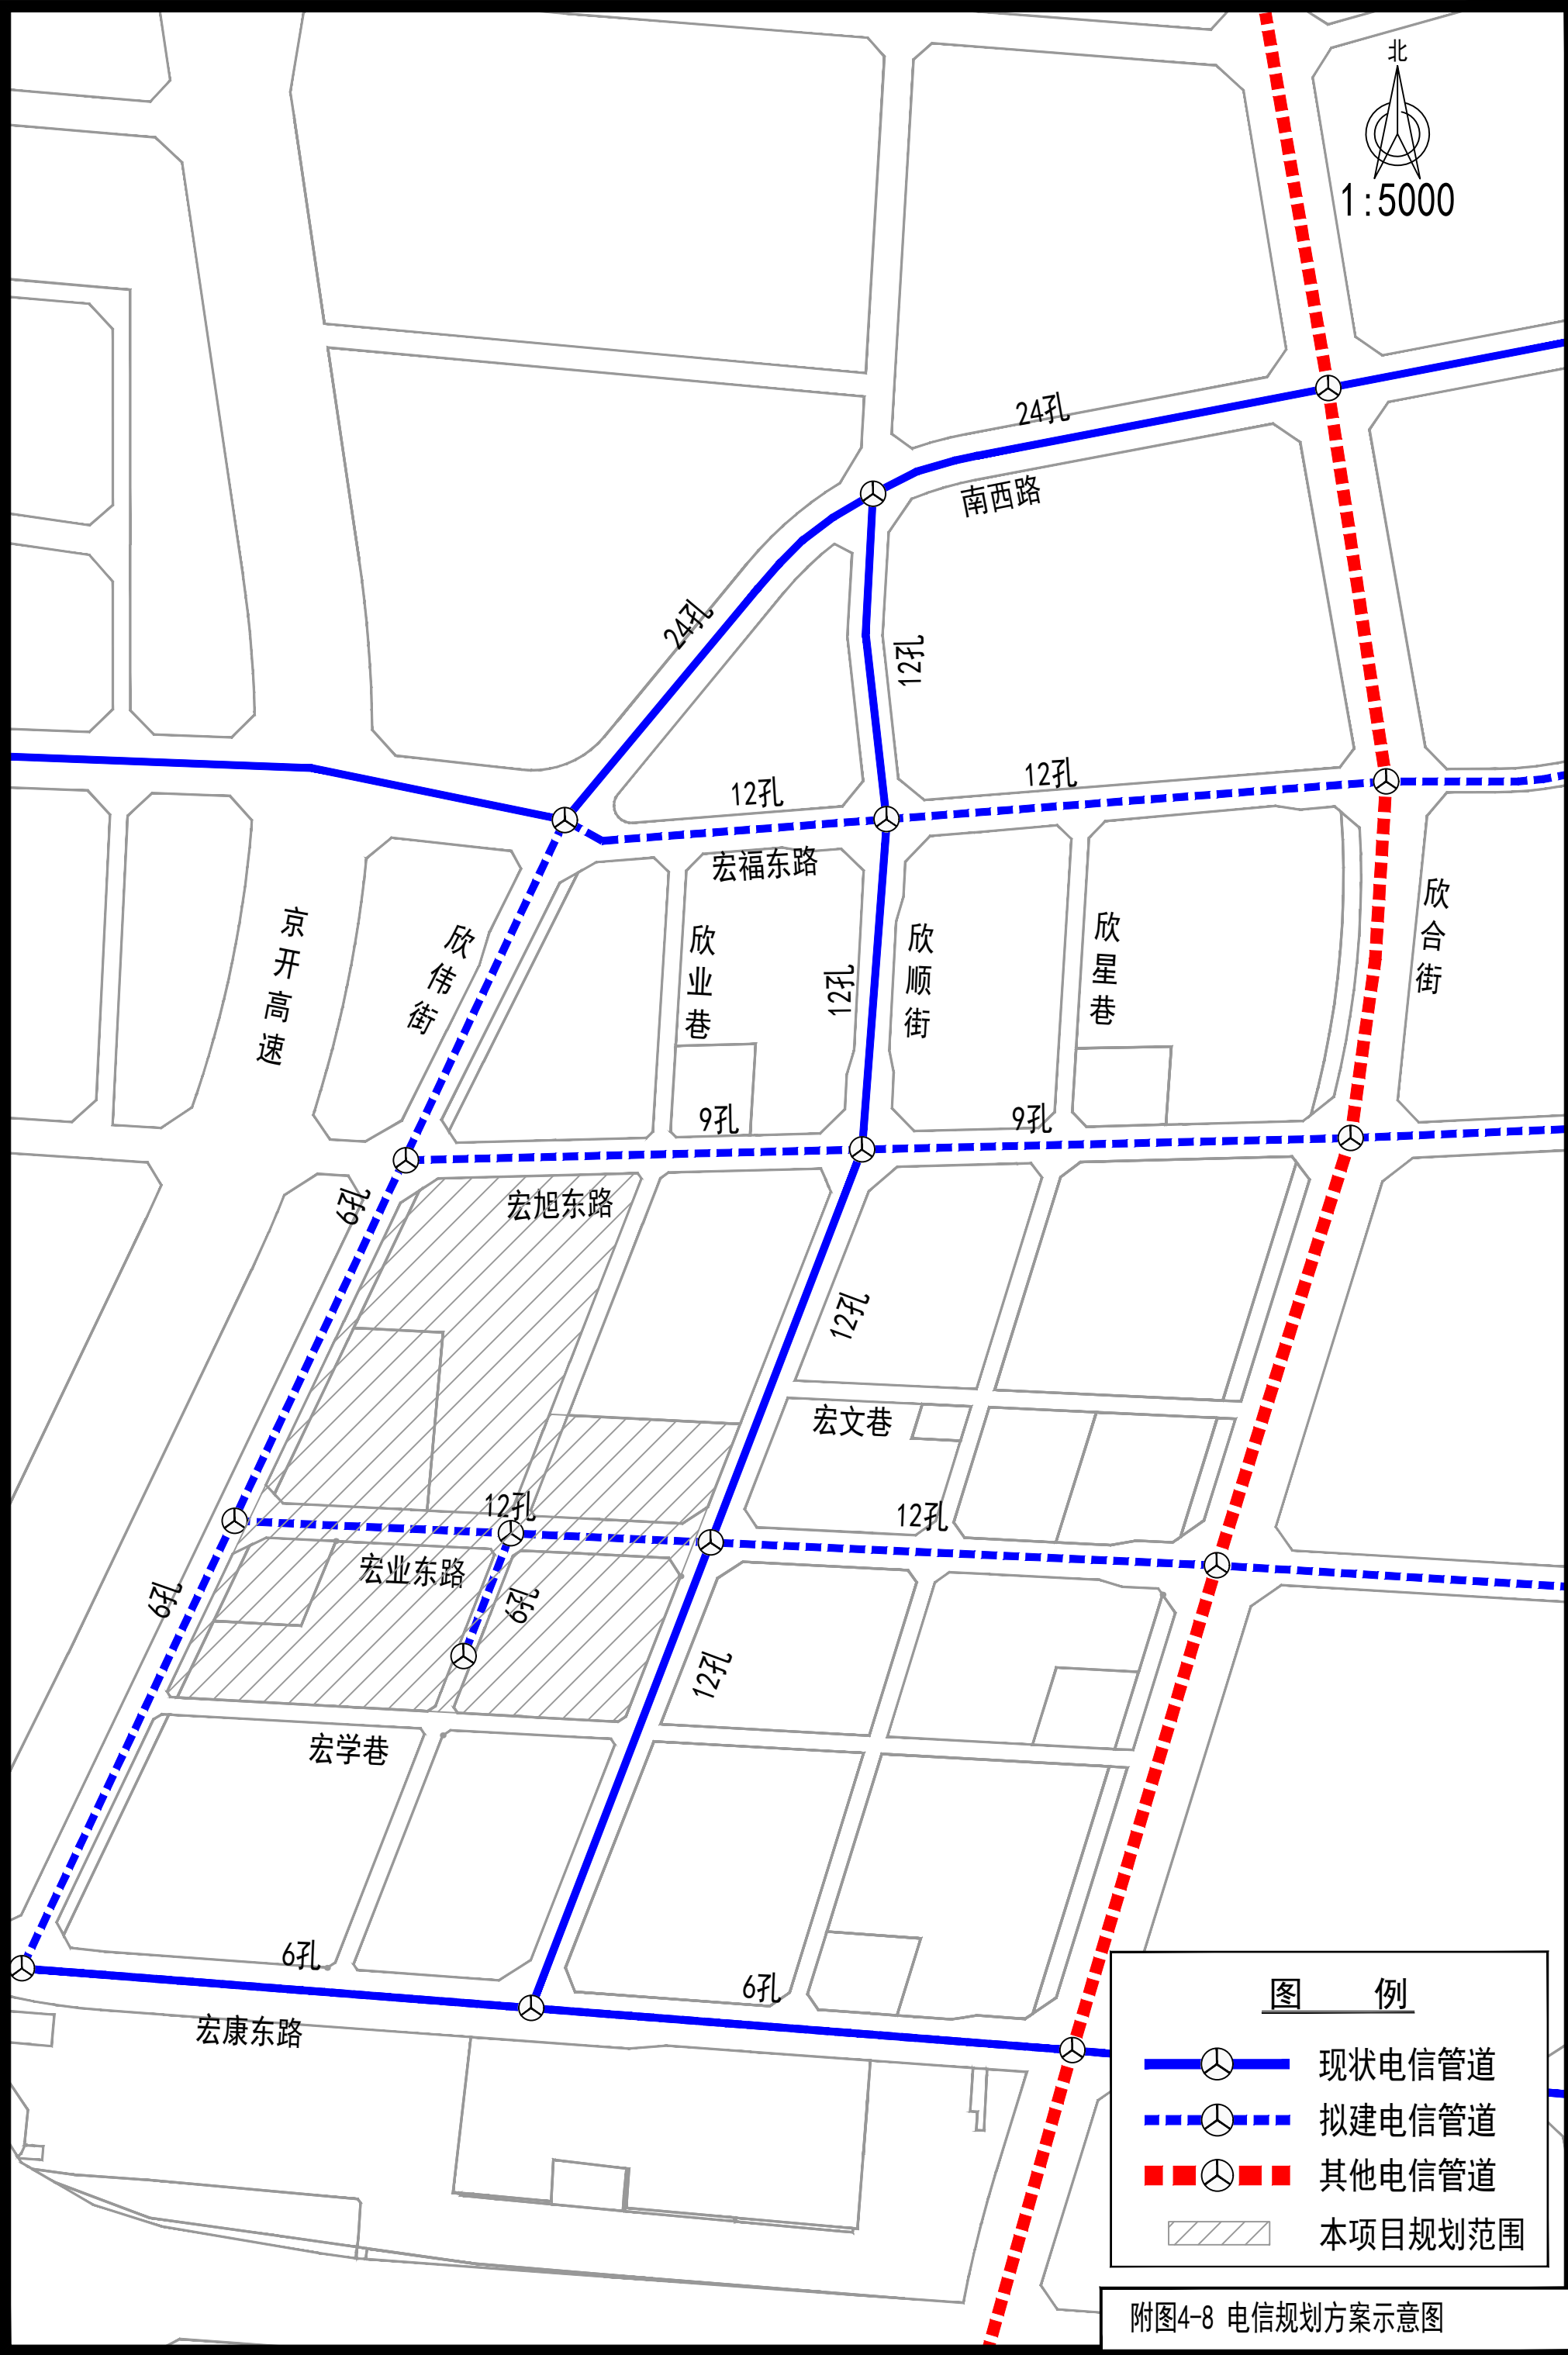 北
1:5000
24孔
南西路
24孔
12孔
12孔
12孔
宏福东路
京开高速
欣伟街
欣业巷
12孔
欣顺街
欣星巷
欣合街
9孔
9孔
6孔
宏旭东路
12孔
宏文巷
12孔
12孔
宏业东路
6孔
6孔
12孔
宏学巷
6孔
6孔
宏康东路
图 例
现状电信管道
拟建电信管道
其他电信管道
本项目规划范围
附图4-8 电信规划方案示意图